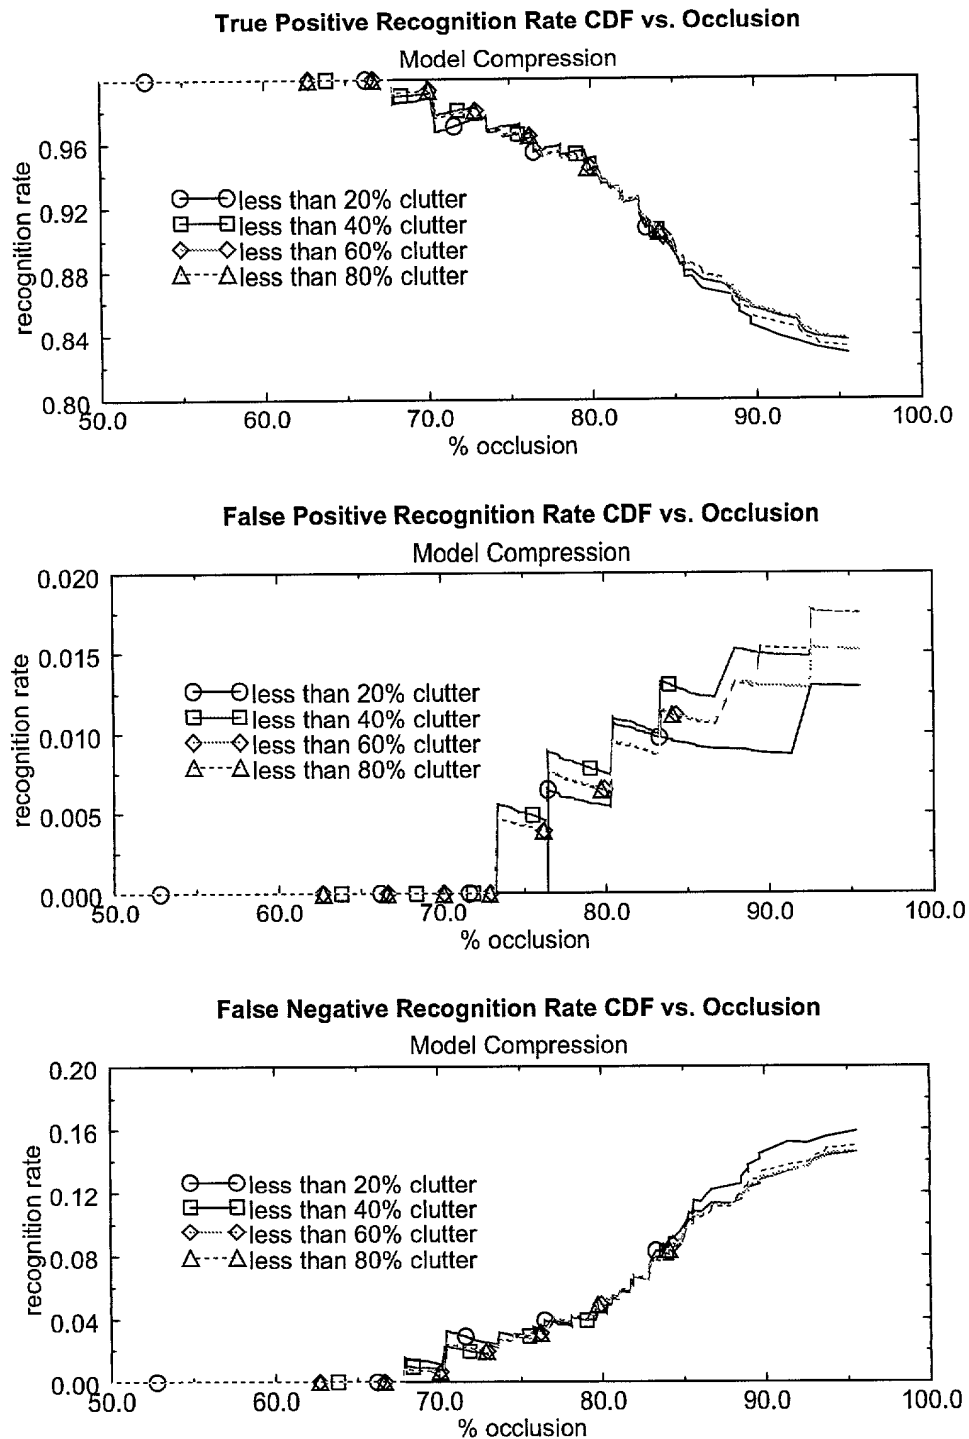 True Positive Recognition Rate CDF vs. Occlusion
Model Compression
0.96
0.92
0.88
0.84
0.80
recognition rate
less than 20% clutter
less than 40% clutter
less than 60% clutter
less than 80% clutter
50.0 60.0 70.0 80.0 90.0 100.0
% occlusion
False Positive Recognition Rate CDF vs. Occlusion
Model Compression
0.020
0.015
0.010
0.005
0.000
recognition rate
less than 20% clutter
less than 40% clutter
less than 60% clutter
less than 80% clutter
50.0 60.0 70.0 80.0 90.0 100.0
% occlusion
False Negative Recognition Rate CDF vs. Occlusion
Model Compression
0.20
0.16
0.12
0.08
0.04
0.00
recognition rate
less than 20% clutter
less than 40% clutter
less than 60% clutter
less than 80% clutter
50.0 60.0 70.0 80.0 90.0 100.0
% occlusion